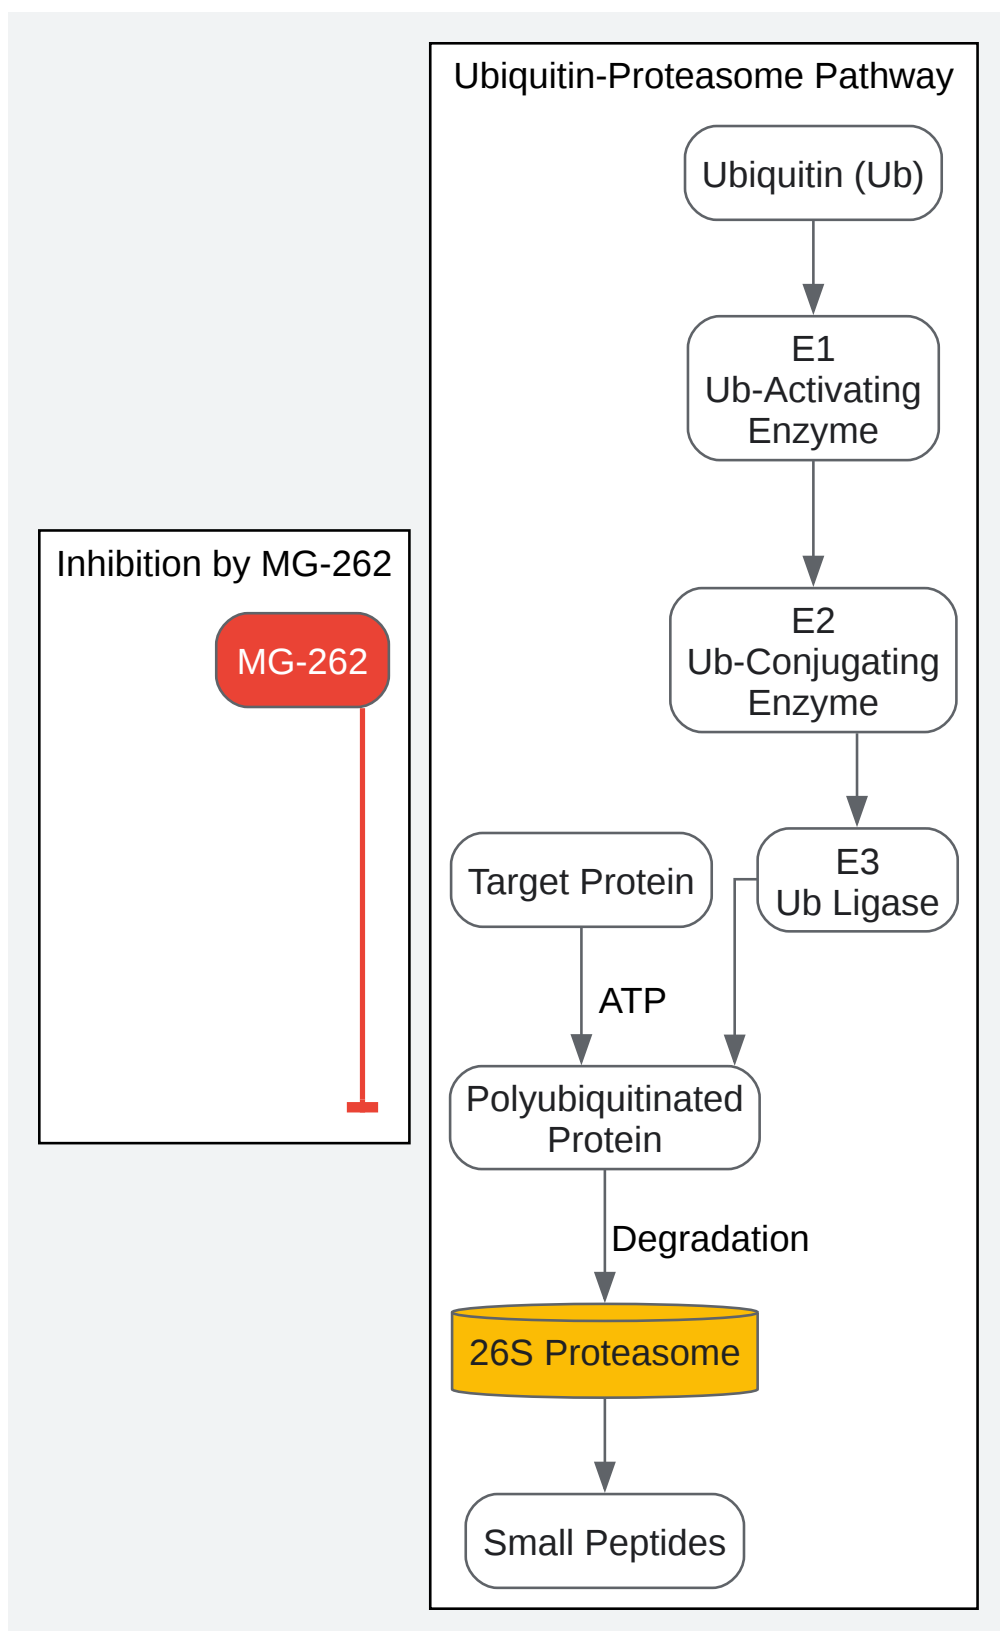 Ubiquitin-Proteasome Pathway
Ubiquitin (Ub)
E1
Ub-Activating
Enzyme
Inhibition by MG-262
MG-262
E2
Ub-Conjugating
Enzyme
Target Protein
E3
Ub Ligase
ATP
Polyubiquitinated
Protein
Degradation
26S Proteasome
Small Peptides